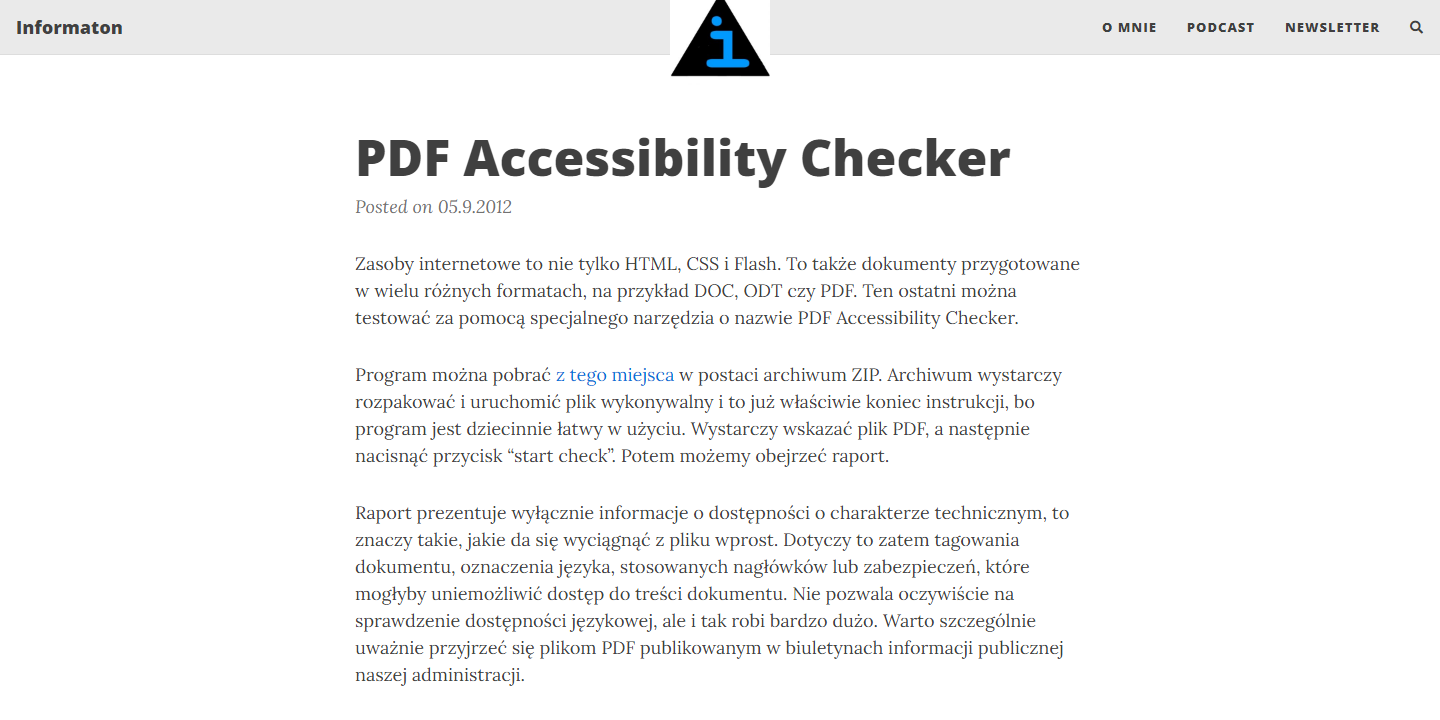 Informaton
i
O MNIE
PODCAST
NEWSLETTER
PDF Accessibility Checker
Posted on 05.9.2012
Zasoby internetowe to nie tylko HTML, CSS i Flash. To także dokumenty przygotowane
w wielu różnych formatach, na przykład DOC, ODT czy PDF. Ten ostatni można
testować za pomocą specjalnego narzędzia o nazwie PDF Accessibility Checker.
Program można pobrać z tego miejsca w postaci archiwum ZIP. Archiwum wystarczy
rozpakować i uruchomić plik wykonywalny i to już właściwie koniec instrukcji, bo
program jest dziecinnie łatwy w użyciu. Wystarczy wskazać plik PDF, a następnie
nacisnąć przycisk “start check”. Potem możemy obejrzeć raport.
Raport prezentuje wyłącznie informacje o dostępności o charakterze technicznym, to
znaczy takie, jakie da się wyciągnąć z pliku wprost. Dotyczy to zatem tagowania
dokumentu, oznaczenia języka, stosowanych nagłówków lub zabezpieczeń, które
mogłyby uniemożliwić dostęp do treści dokumentu. Nie pozwala oczywiście na
sprawdzenie dostępności językowej, ale i tak robi bardzo dużo. Warto szczególnie
uważnie przyjrzeć się plikom PDF publikowanym w biuletynach informacji publicznej
naszej administracji.